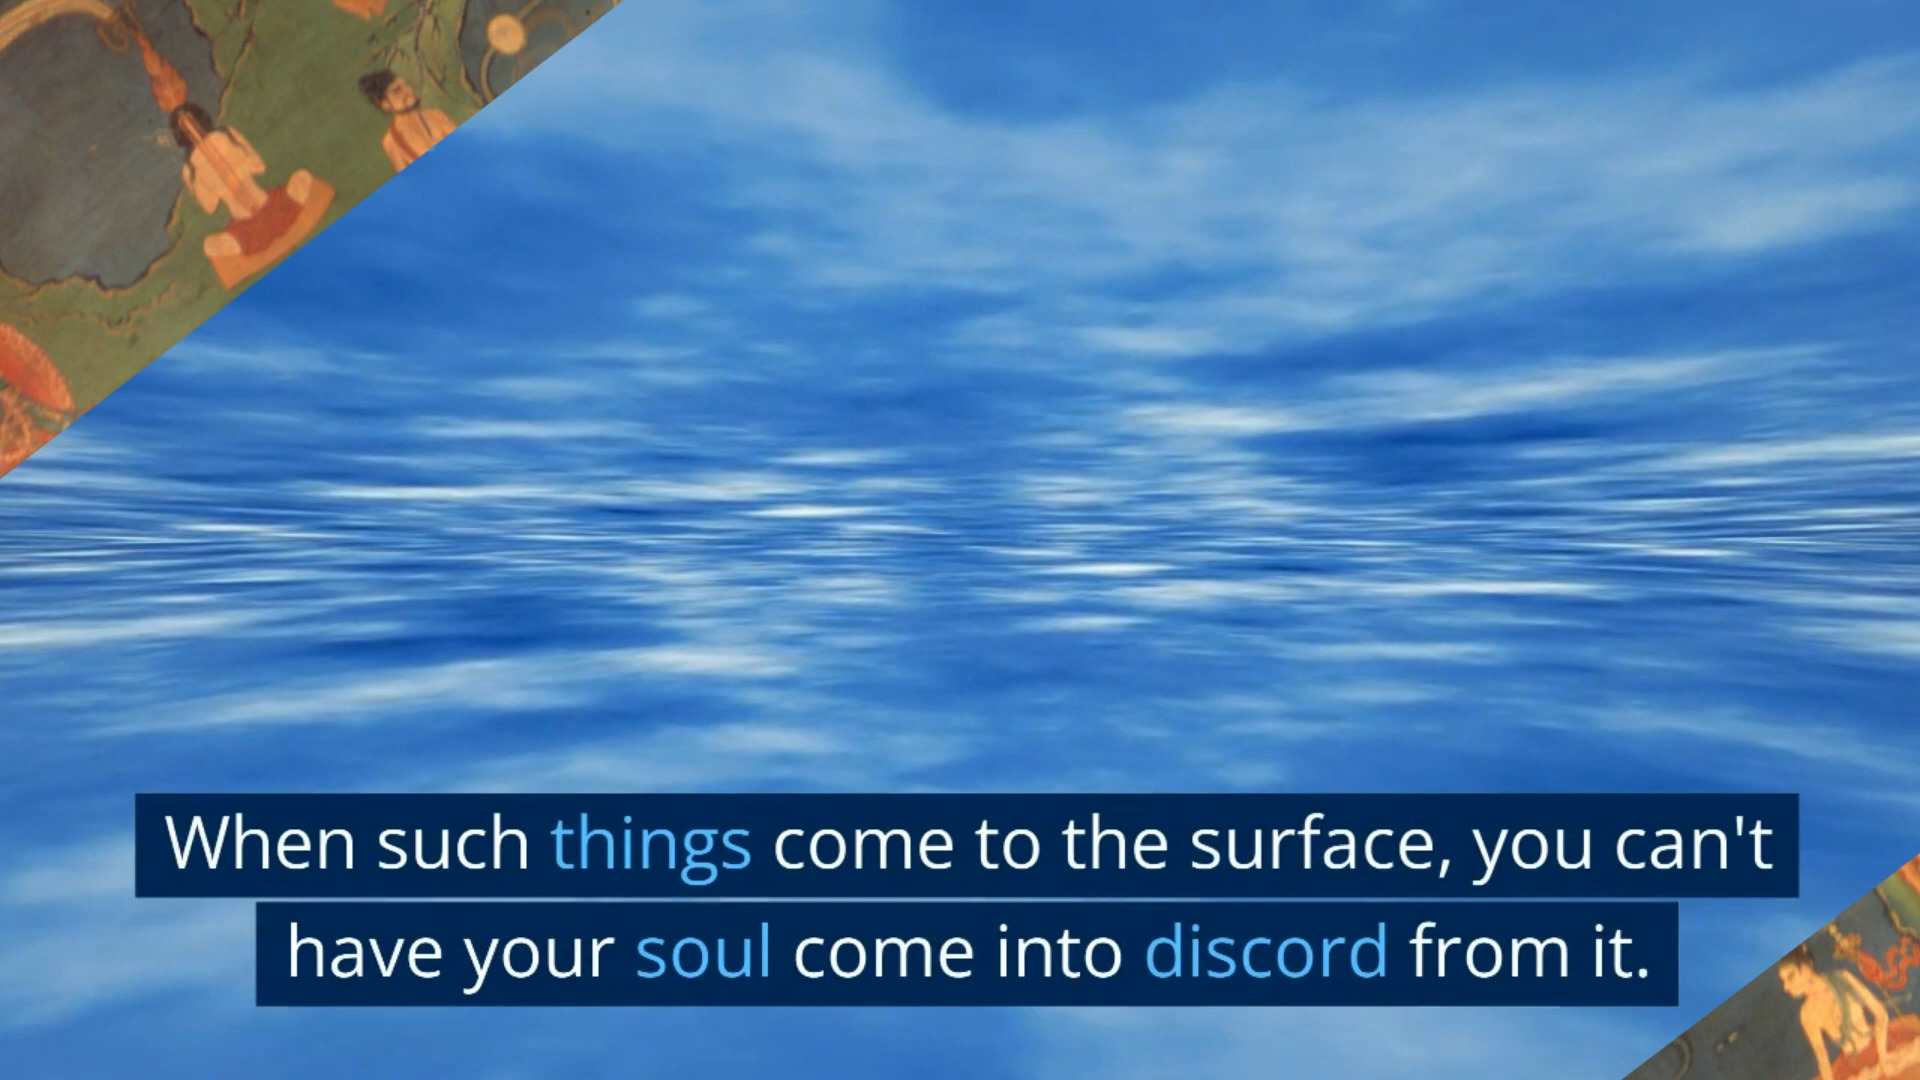 When such things come to the surface, you can't
have your soul come into discord from it.